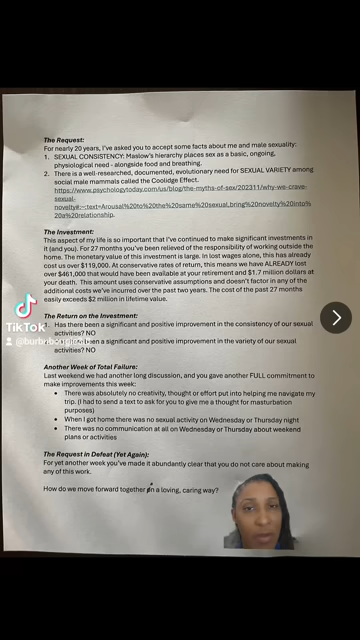 The Request:
For nearly 20 years, I've asked you to accept some facts about me and male sexuality:
1. SEXUAL CONSISTENCY: Maslow's hierarchy places sex as a basic, ongoing,
physiological need - alongside food and breathing.
2. There is a well-researched, documented, evolutionary need for SEXUAL VARIETY among
social male mammals called the Coolidge Effect.
https://www.psychologytoday.com/us/blog/the-myths-of-sex/202311/why-we-crave-
sexual-
novelty#:~:text=Arousal%20to%20the%20same%20sexual,bring%20novelty%20into%
20a%20relationship.
The Investment:
This aspect of my life is so important that I've continued to make significant investments in
it (and you). For 27 months you've been relieved of the responsibility of working outside the
home. The monetary value of this investment is large. In lost wages alone, this has already
cost us over $119,000. At conservative rates of return, this means we have ALREADY lost
over $461,000 that would have been available at your retirement and $1.7 million dollars at
your death. This amount uses conservative assumptions and doesn't factor in any of the
additional costs we've incurred over the past two years. The cost of the past 27 months
easily exceeds $2 million in lifetime value.
The Return on the Investment:
Has there been a significant and positive improvement in the consistency of our sexual
activities? NO
been a significant and positive improvement in the variety of our sexual
activities? NO
TikTok
Another Week of Total Failure:
Last weekend we had another long discussion, and you gave another FULL commitment to
make improvements this week:
• There was absolutely no creativity, thought or effort put into helping me navigate my
trip. (I had to send a text to ask for you to give me a thought for masturbation
purposes)
• When I got home there was no sexual activity on Wednesday or Thursday night
• There was no communication at all on Wednesday or Thursday about weekend
plans or activities
The Request in Defeat (Yet Again):
For yet another week you've made it abundantly clear that you do not care about making
any of this work.
How do we move forward together in a loving, caring way?